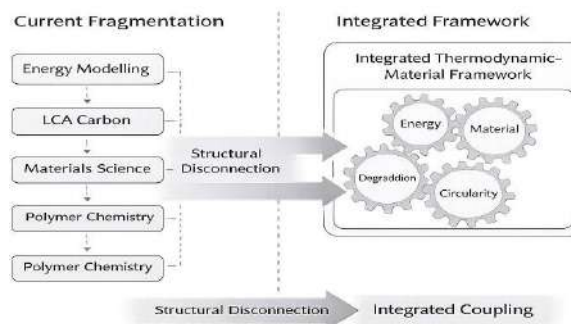 Current Fragmentation
Energy Modelling
LCA Carbon
Materials Science
Polymer Chemistry
Polymer Chemistry
Structural
Disconnection
Integrated Framework
Integrated Thermodynamic–
Material Framework
Energy
Material
Degraddion
Circularity
Structural Disconnection
Integrated Coupling